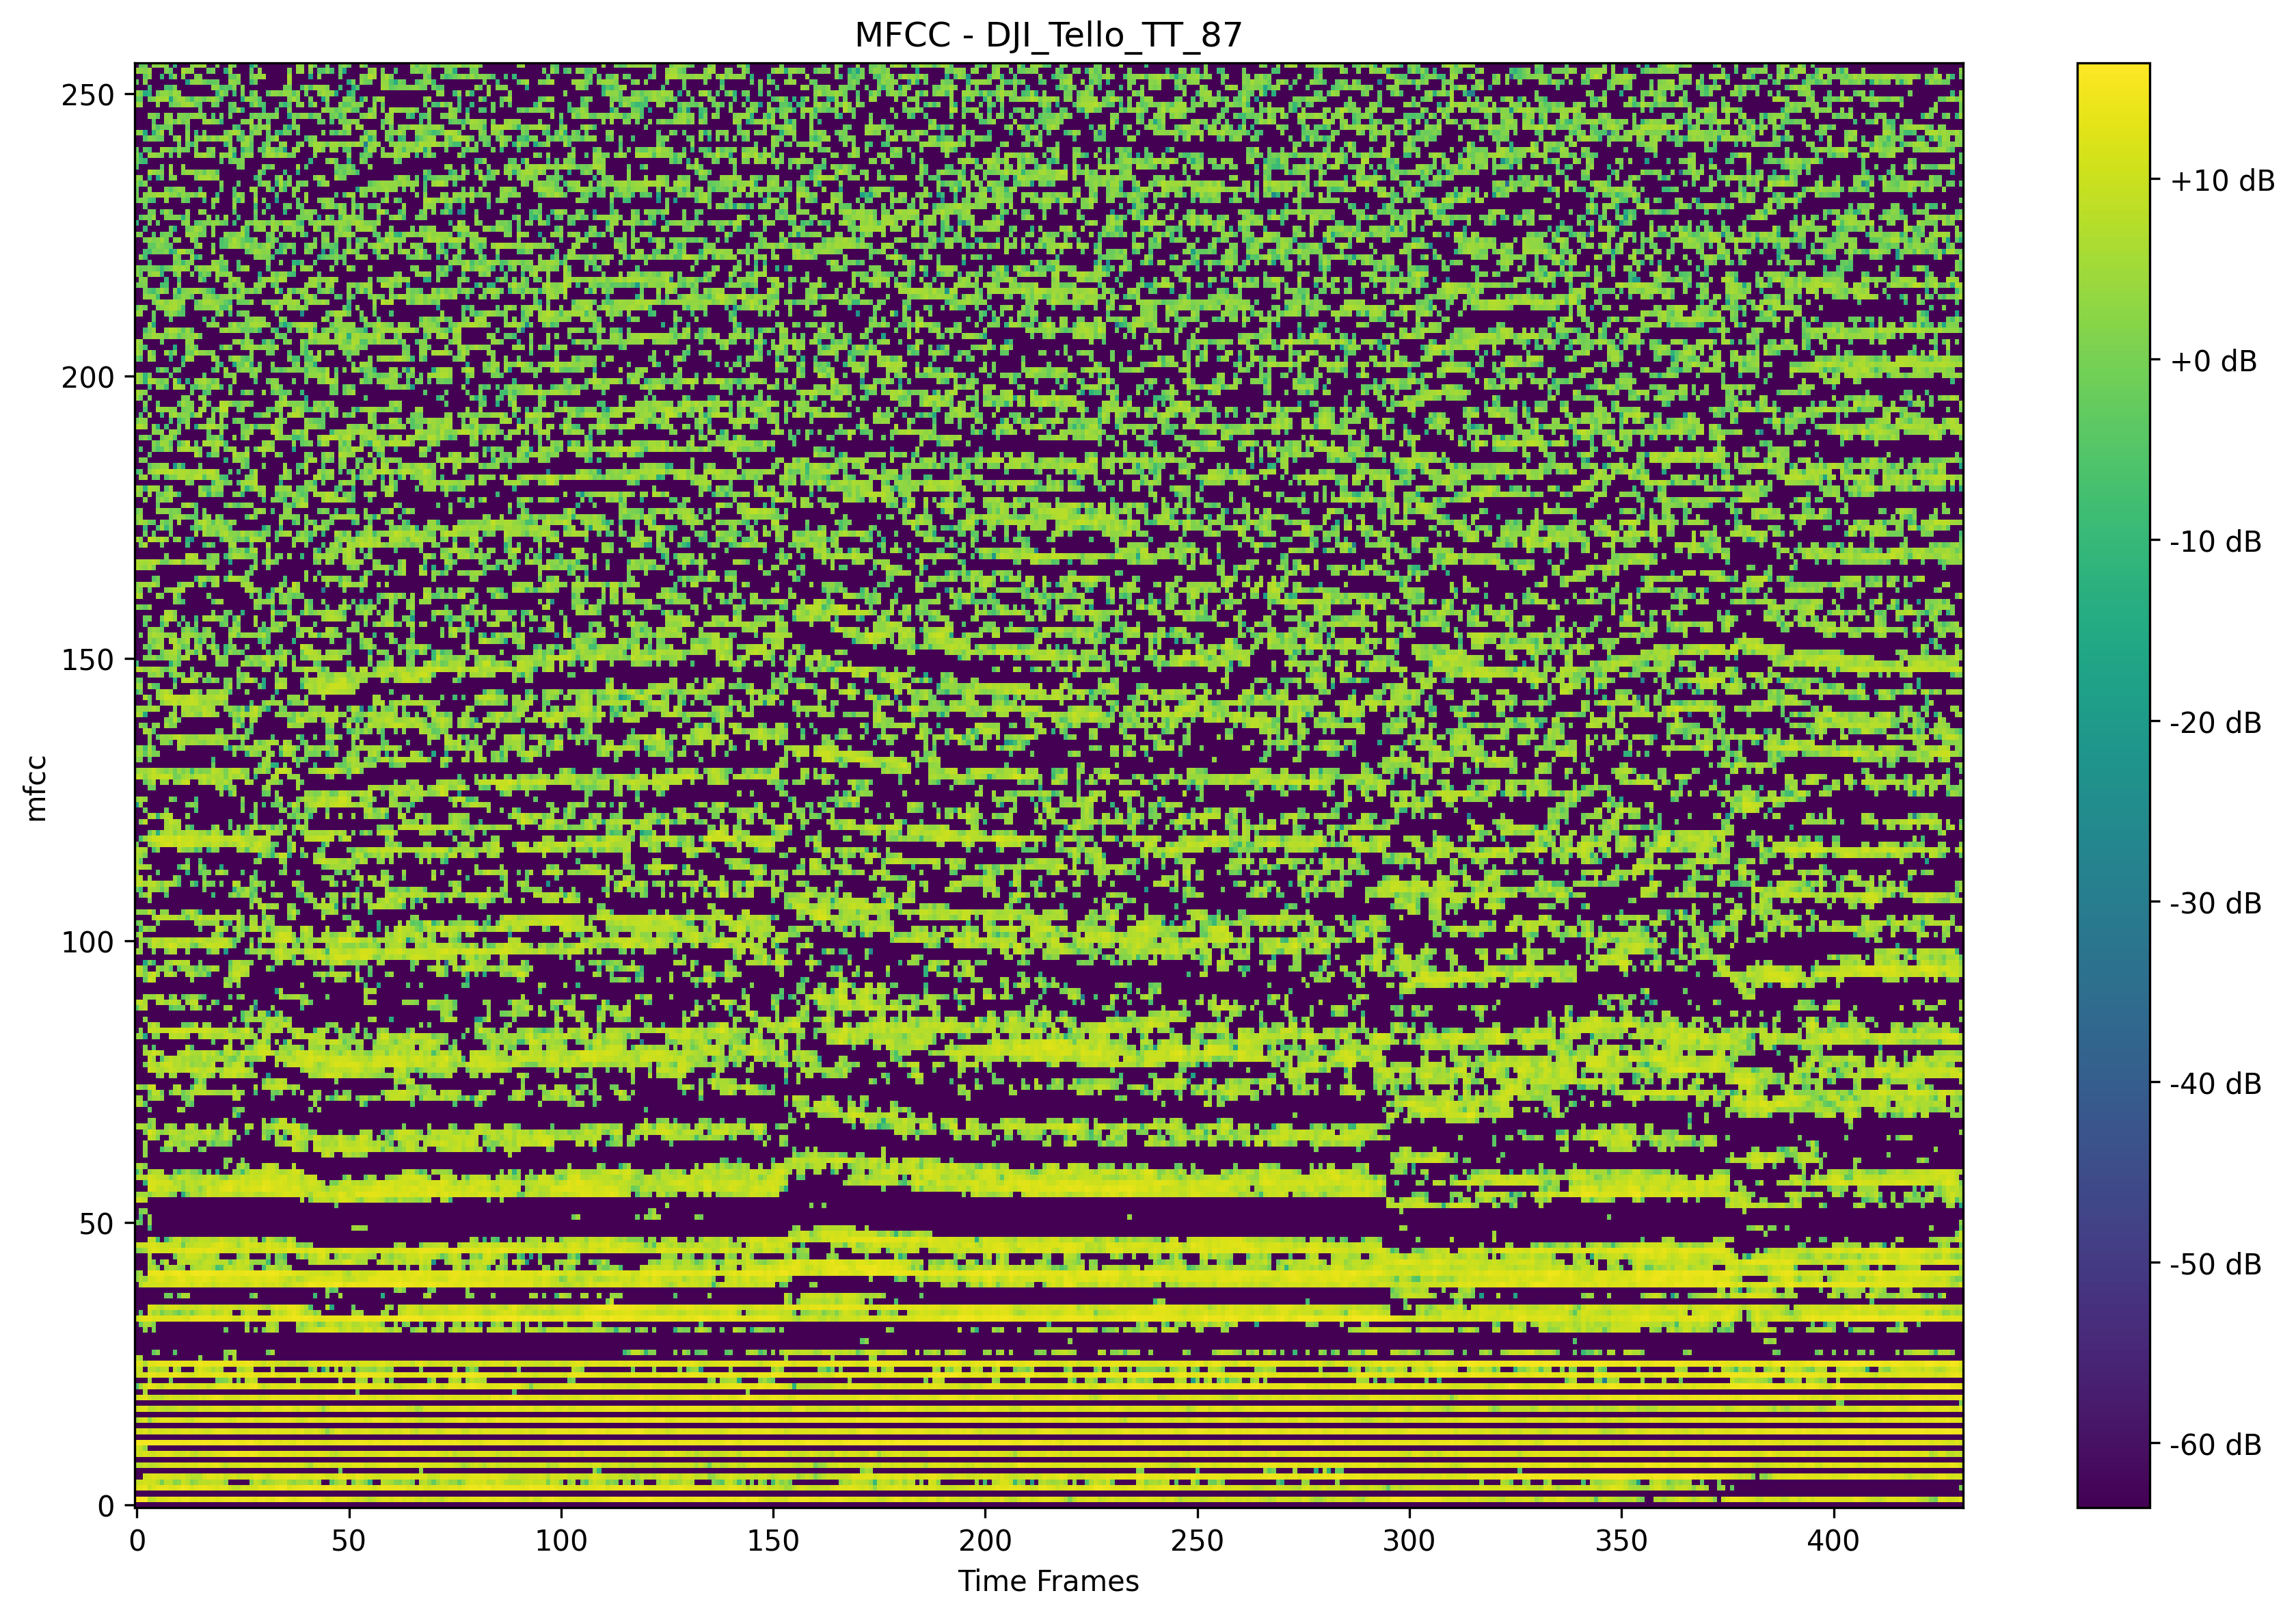 MFCC - DJI_Tello_TT_87
250
200
150
100
50
0
mfcc
0 50 100 150 200 250 300 350 400
Time Frames
+10 dB
+0 dB
-10 dB
-20 dB
-30 dB
-40 dB
-50 dB
-60 dB